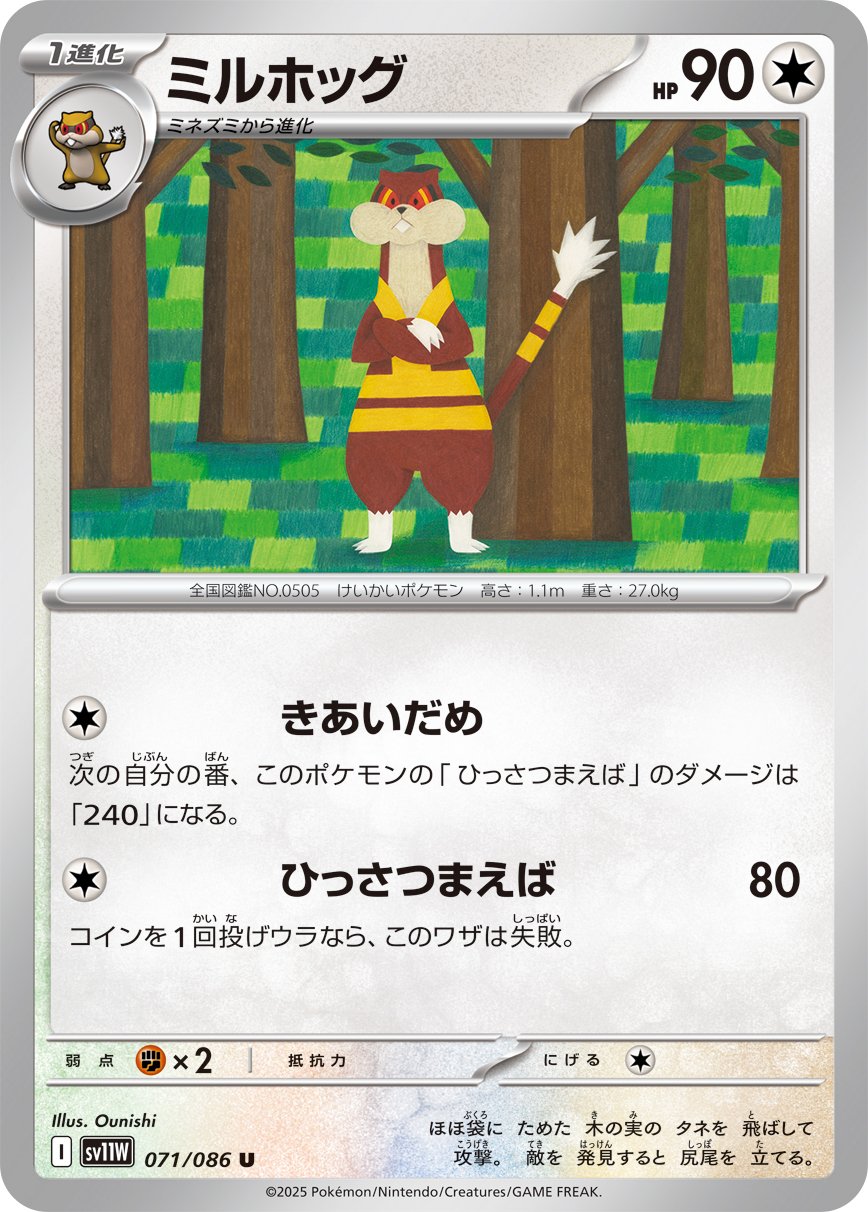 1進化
ミルホッグ
HP 90
ミネズミから進化
全国図鑑NO.0505 けいかいポケモン 高さ：1.1m 重さ：27.0kg
きあいだめ
次の自分の番、このポケモンの「ひっさつまえば」のダメージは
「240」になる。
ひっさつまえば 80
コインを1回投げウラなら、このワザは失敗。
弱点 ×2 抵抗力 にげる
Illus. Ounishi
ほほ袋に ためた 木の実の タネを 飛ばして
攻撃。 敵を 発見すると 尻尾を 立てる。
I sv11W 071/086 U
©2025 Pokémon/Nintendo/Creatures/GAME FREAK.